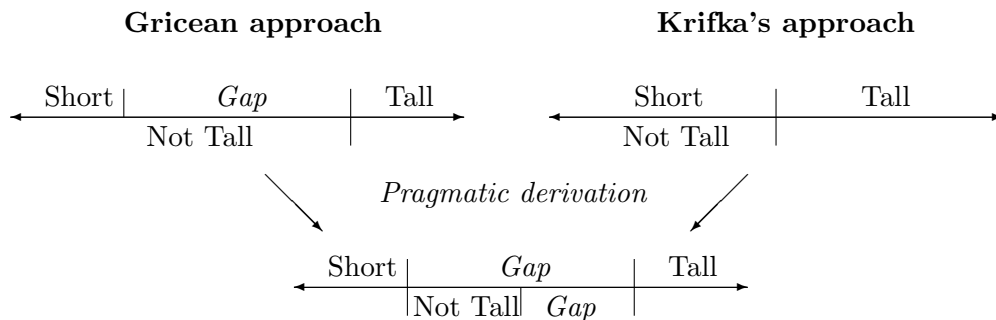 Gricean approach Krifka's approach
Short Gap Tall Short Tall
Not Tall Not Tall
Pragmatic derivation
Short Gap Tall
Not Tall Gap